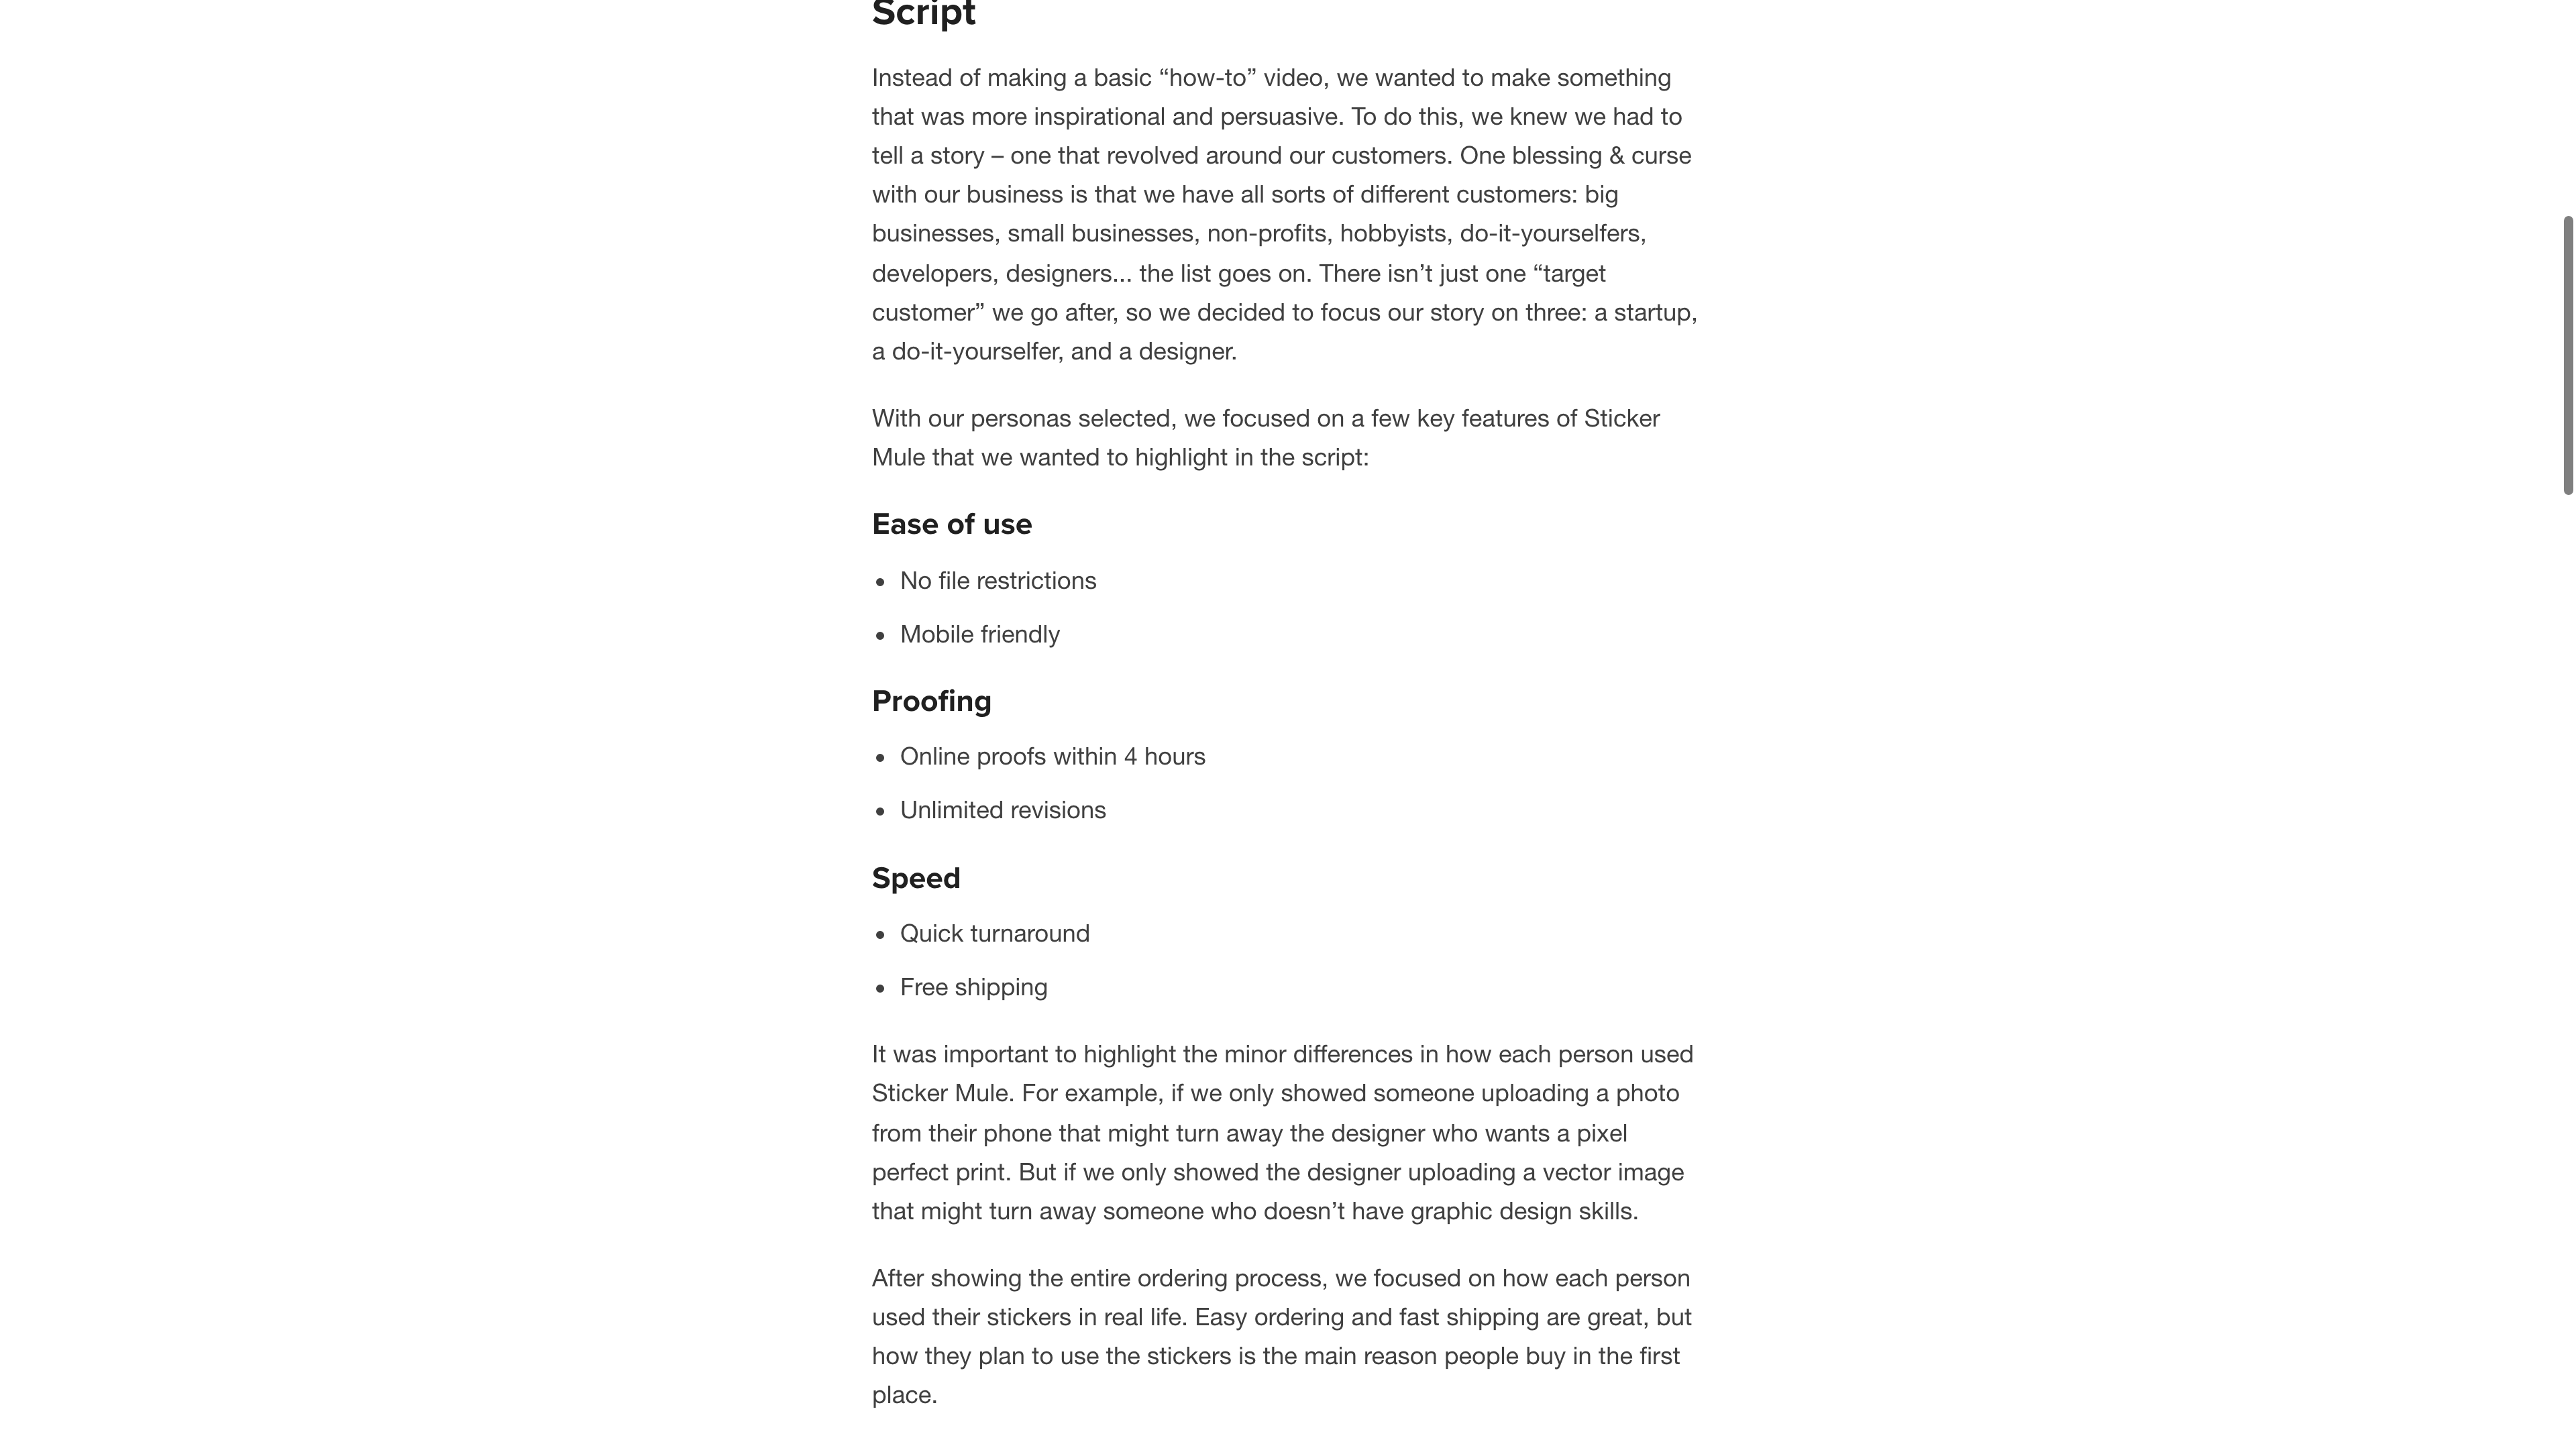 Script
Instead of making a basic “how-to” video, we wanted to make something
that was more inspirational and persuasive. To do this, we knew we had to
tell a story – one that revolved around our customers. One blessing & curse
with our business is that we have all sorts of different customers: big
businesses, small businesses, non-profits, hobbyists, do-it-yourselfers,
developers, designers... the list goes on. There isn’t just one “target
customer” we go after, so we decided to focus our story on three: a startup,
a do-it-yourselfer, and a designer.
With our personas selected, we focused on a few key features of Sticker
Mule that we wanted to highlight in the script:
Ease of use
• No file restrictions
• Mobile friendly
Proofing
• Online proofs within 4 hours
• Unlimited revisions
Speed
• Quick turnaround
• Free shipping
It was important to highlight the minor differences in how each person used
Sticker Mule. For example, if we only showed someone uploading a photo
from their phone that might turn away the designer who wants a pixel
perfect print. But if we only showed the designer uploading a vector image
that might turn away someone who doesn’t have graphic design skills.
After showing the entire ordering process, we focused on how each person
used their stickers in real life. Easy ordering and fast shipping are great, but
how they plan to use the stickers is the main reason people buy in the first
place.